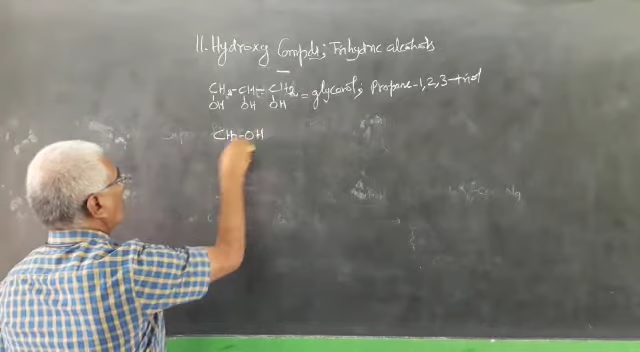 11. Hydroxy Compds; Trihydric alcohols
CH2-CH-CH2 = glycerol; Propane-1,2,3-triol
OH OH OH
CH-OH